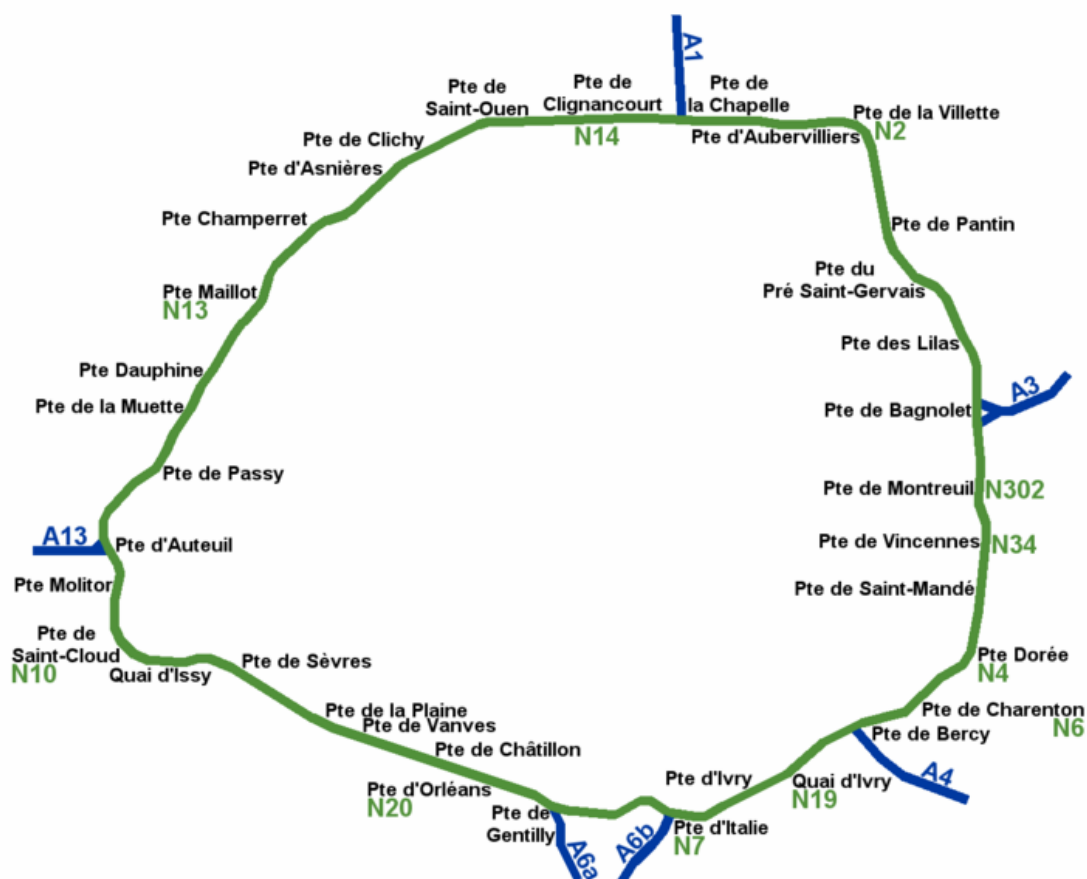 A1
Pte de
Saint-Ouen
Pte de
Clignancourt
N14
Pte de
la Chapelle
Pte d'Aubervilliers
Pte de la Villette
N2
Pte de Clichy
Pte d'Asnières
Pte Champerret
Pte de Pantin
Pte du
Pré Saint-Gervais
Pte Maillot
N13
Pte des Lilas
Pte Dauphine
Pte de la Muette
Pte de Bagnolet
A3
Pte de Passy
Pte de Montreuil
N302
A13
Pte d'Auteuil
Pte de Vincennes
N34
Pte Molitor
Pte de Saint-Mandé
Pte de
Saint-Cloud
N10
Quai d'Issy
Pte de Sèvres
Pte Dorée
N4
Pte de la Plaine
Pte de Vanves
Pte de Châtillon
Pte de Charenton
N6
Pte de Bercy
A4
Pte d'Orléans
N20
Pte d'Ivry
Quai d'Ivry
N19
Pte de
Gentilly
A6a
A6b
Pte d'Italie
N7